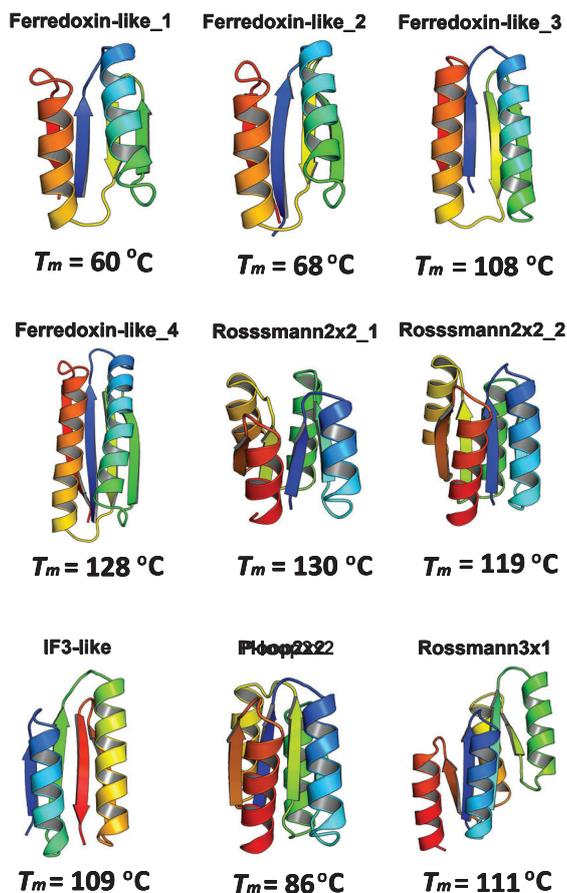 Ferredoxin-like_1 Ferredoxin-like_2 Ferredoxin-like_3
Tm = 60 °C Tm = 68 °C Tm = 108 °C
Ferredoxin-like_4 Rosssmann2x2_1 Rosssmann2x2_2
Tm = 128 °C Tm = 130 °C Tm = 119 °C
IF3-like Rossmann3x1
Tm = 109 °C Tm = 86 °C Tm = 111 °C